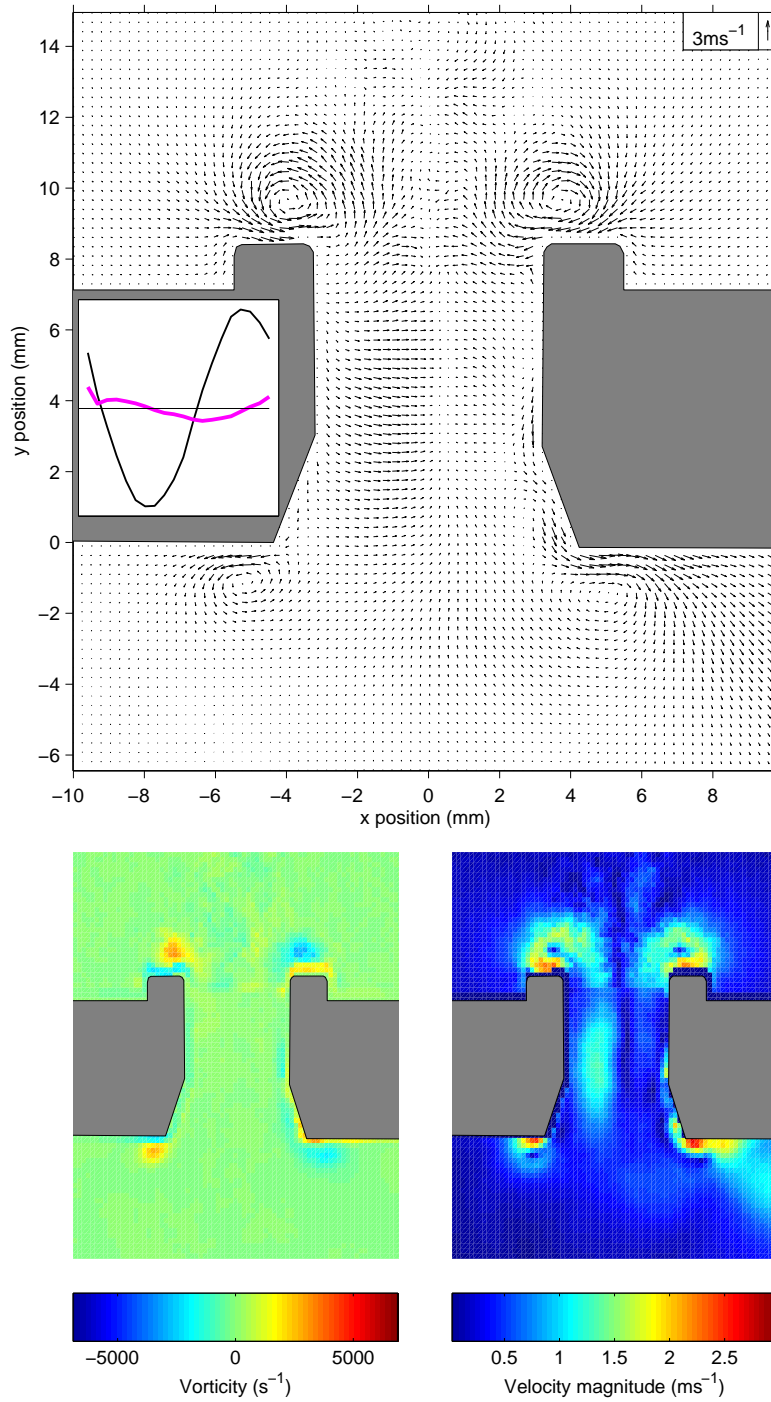 3ms⁻¹
14
12
10
8
6
4
2
0
−2
−4
−6
y position (mm)
−10 −8 −6 −4 −2 0 2 4 6 8
x position (mm)
−5000 0 5000
Vorticity (s⁻¹)
0.5 1 1.5 2 2.5
Velocity magnitude (ms⁻¹)